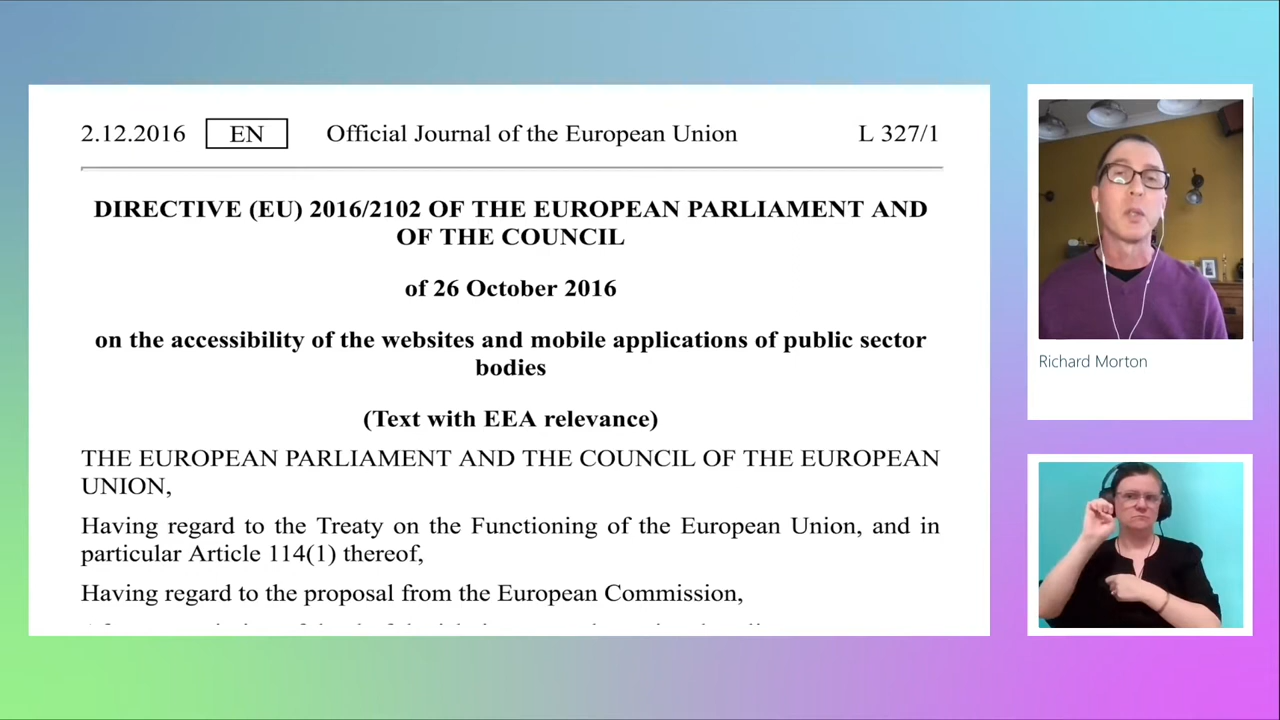 2.12.2016 EN Official Journal of the European Union L 327/1
DIRECTIVE (EU) 2016/2102 OF THE EUROPEAN PARLIAMENT AND
OF THE COUNCIL
of 26 October 2016
on the accessibility of the websites and mobile applications of public sector
bodies
(Text with EEA relevance)
THE EUROPEAN PARLIAMENT AND THE COUNCIL OF THE EUROPEAN
UNION,
Having regard to the Treaty on the Functioning of the European Union, and in
particular Article 114(1) thereof,
Having regard to the proposal from the European Commission,
Richard Morton